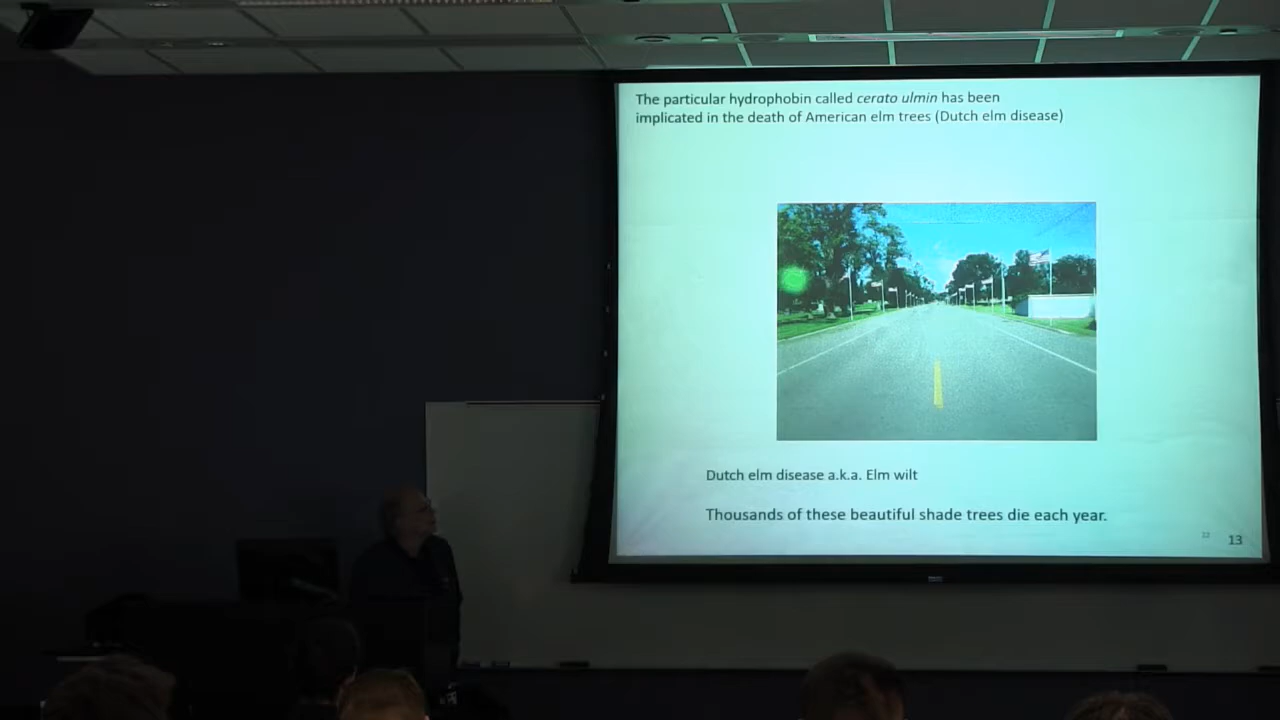 The particular hydrophobin called cerato ulmin has been
implicated in the death of American elm trees (Dutch elm disease)
Dutch elm disease a.k.a. Elm wilt
Thousands of these beautiful shade trees die each year.
13